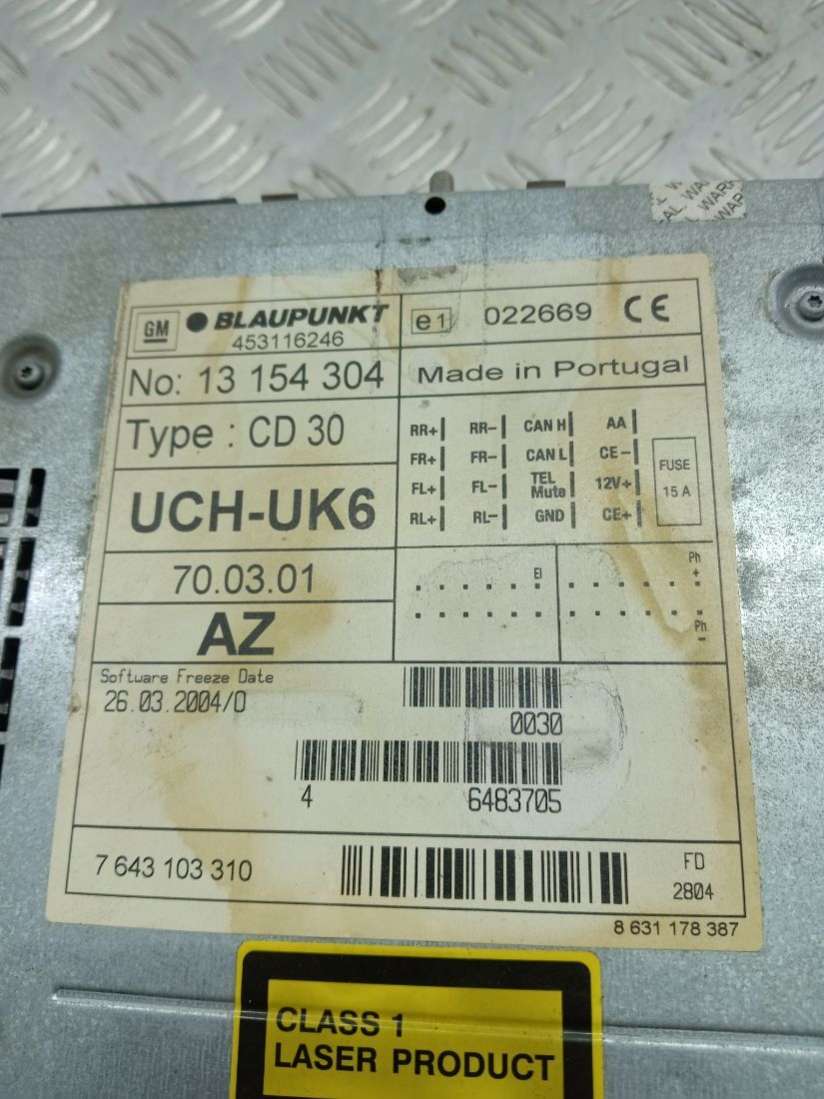 GM BLAUPUNKT
453116246
e1 022669 CE
No: 13 154 304
Made in Portugal
Type : CD 30
UCH-UK6
70.03.01
AZ
RR+ RR- CAN H AA
FR+ FR- CAN L CE-
FL+ FL- TEL Mute 12V+
RL+ RL- GND CE+
FUSE
15 A
El
Ph
+
Ph
-
Software Freeze Date
26.03.2004/0
0030
4 6483705
7 643 103 310
FD
2804
8 631 178 387
CLASS 1
LASER PRODUCT